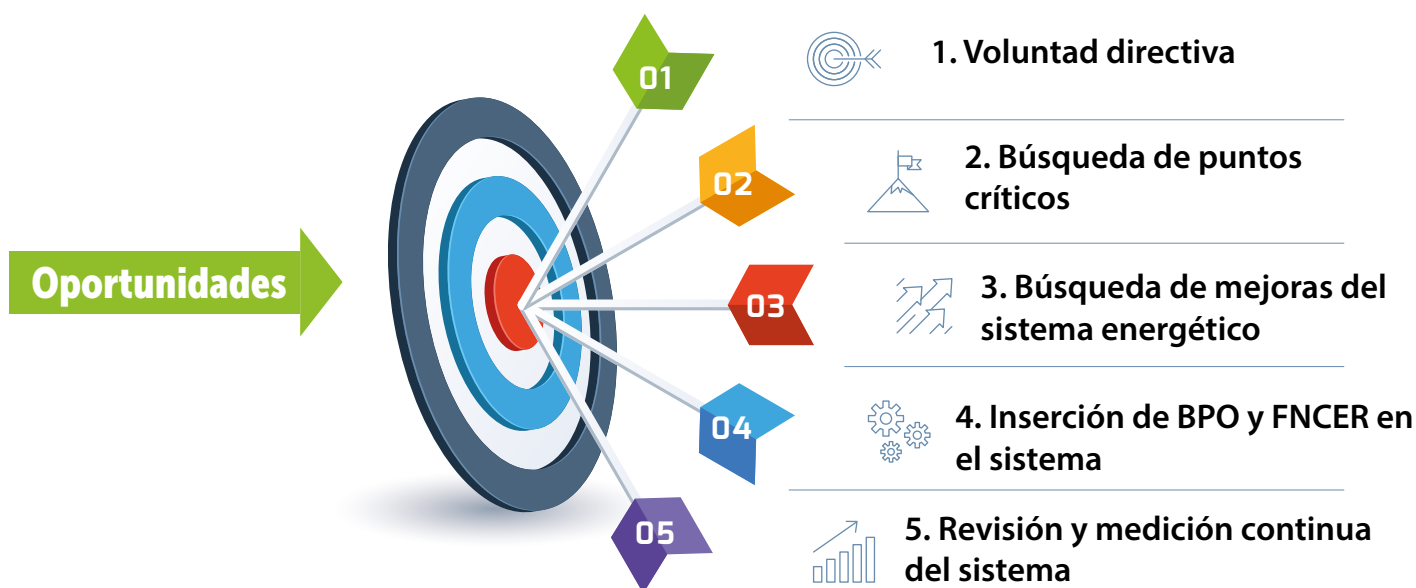 Oportunidades
01
1. Voluntad directiva
02
2. Búsqueda de puntos
críticos
03
3. Búsqueda de mejoras del
sistema energético
04
4. Inserción de BPO y FNCER en
el sistema
05
5. Revisión y medición continua
del sistema